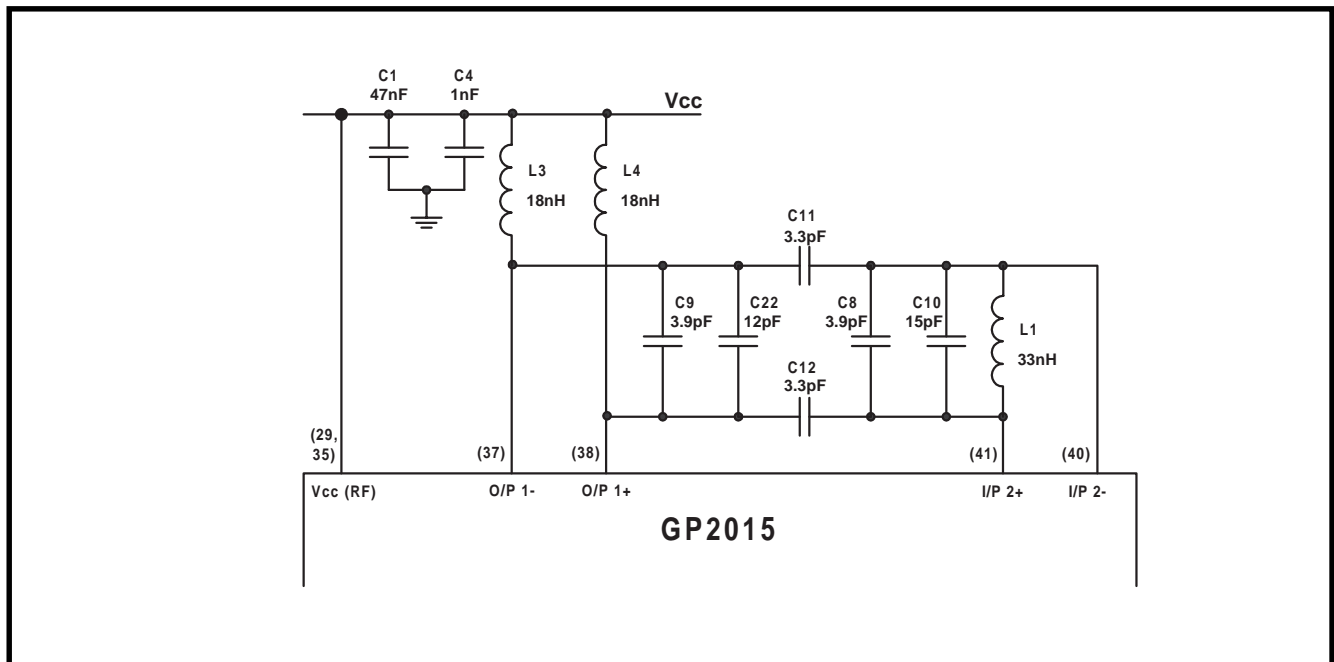 C1
47nF
C4
1nF
Vcc
L3
18nH
L4
18nH
C11
3.3pF
C9
3.9pF
C22
12pF
C8
3.9pF
C10
15pF
L1
33nH
C12
3.3pF
(29,
35)
(37)
(38)
(41)
(40)
Vcc (RF)
O/P 1-
O/P 1+
I/P 2+
I/P 2-
GP2015